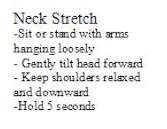 Neck Stretch
-Sit or stand with arms
hanging loosely
- Gently tilt head forward
- Keep shoulders relaxed
and downward
-Hold 5 seconds